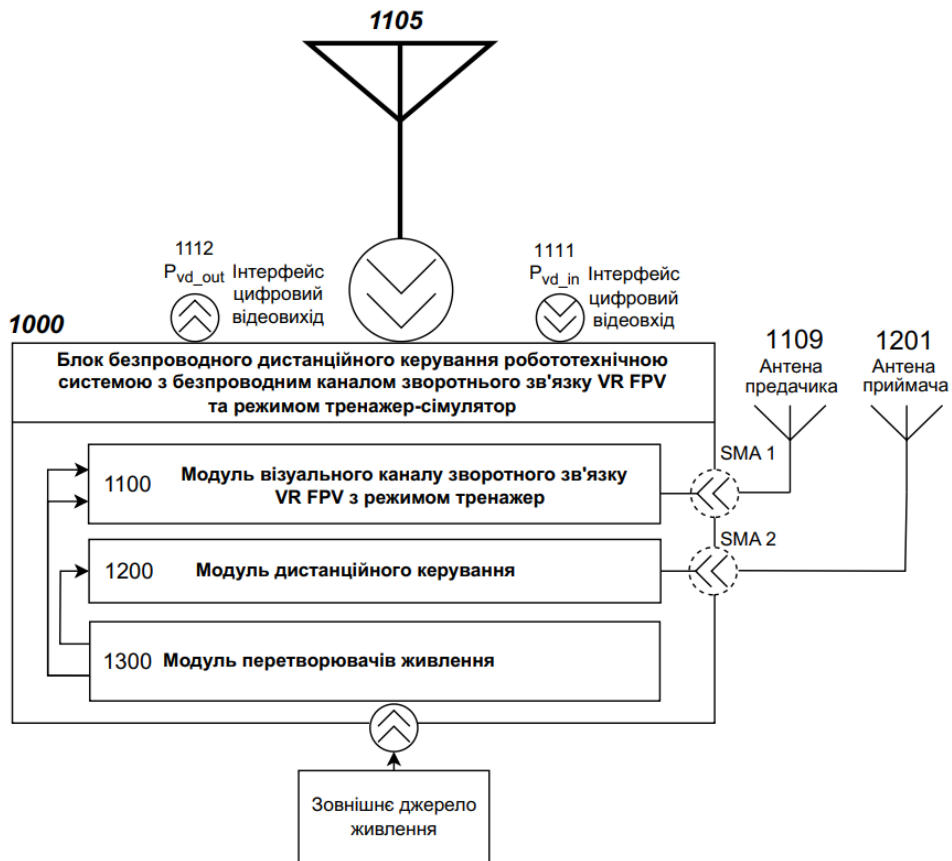 1105
1112
P vd_out Інтерфейс
цифровий
відеовихід
1111
P vd_in Інтерфейс
цифровий
відеовхід
1000
Блок безпроводного дистанційного керування робототехнічною
системою з безпроводним каналом зворотнього зв'язку VR FPV
та режимом тренажер-сімулятор
1109
Антена
предачика
1201
Антена
приймача
SMA 1
1100 Модуль візуального каналу зворотного зв'язку
VR FPV з режимом тренажер
SMA 2
1200 Модуль дистанційного керування
1300 Модуль перетворювачів живлення
Зовнішнє джерело
живлення